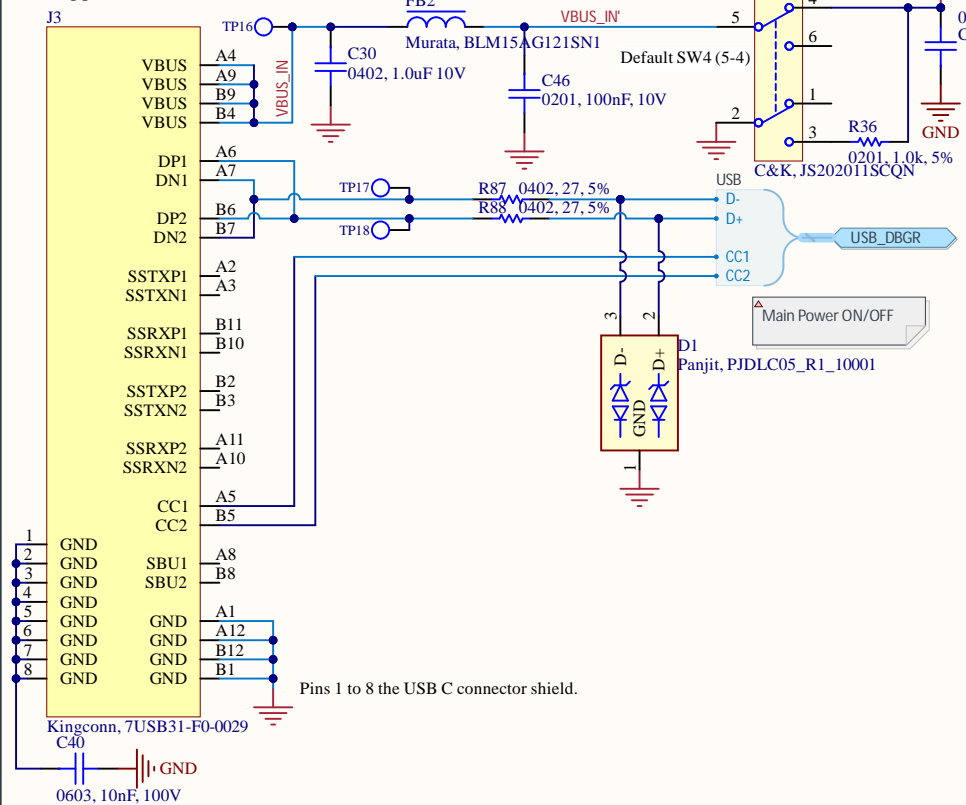 J3
TP16
FB2
Murata, BLM15AG121SN1
VBUS_IN'
VBUS_IN
C30
0402, 1.0uF 10V
C46
0201, 100nF, 10V
Default SW4 (5-4)
5
4
6
2
1
3
R36
0201, 1.0k, 5%
C&K, JS202011SCQN
GND
VBUS A4
VBUS A9
VBUS B9
VBUS B4
DP1 A6
DN1 A7
DP2 B6
DN2 B7
TP17
TP18
R87 0402, 27, 5%
R88 0402, 27, 5%
USB
D-
D+
CC1
CC2
USB_DBGR
Main Power ON/OFF
SSTXP1 A2
SSTXN1 A3
SSRXP1 B11
SSRXN1 B10
SSTXP2 B2
SSTXN2 B3
SSRXP2 A11
SSRXN2 A10
CC1 A5
CC2 B5
3
2
D-
D+
GND
1
D1
Panjit, PJDLC05_R1_10001
1 GND
2 GND
3 GND
4 GND
5 GND
6 GND
7 GND
8 GND
SBU1 A8
SBU2 B8
GND A1
GND A12
GND B12
GND B1
Pins 1 to 8 the USB C connector shield.
Kingconn, 7USB31-F0-0029
C40
GND
0603, 10nF, 100V